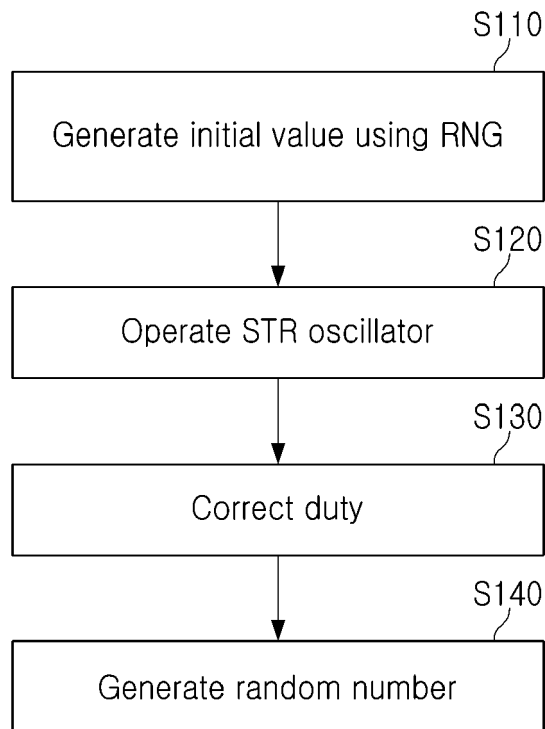 S110
Generate initial value using RNG
S120
Operate STR oscillator
S130
Correct duty
S140
Generate random number